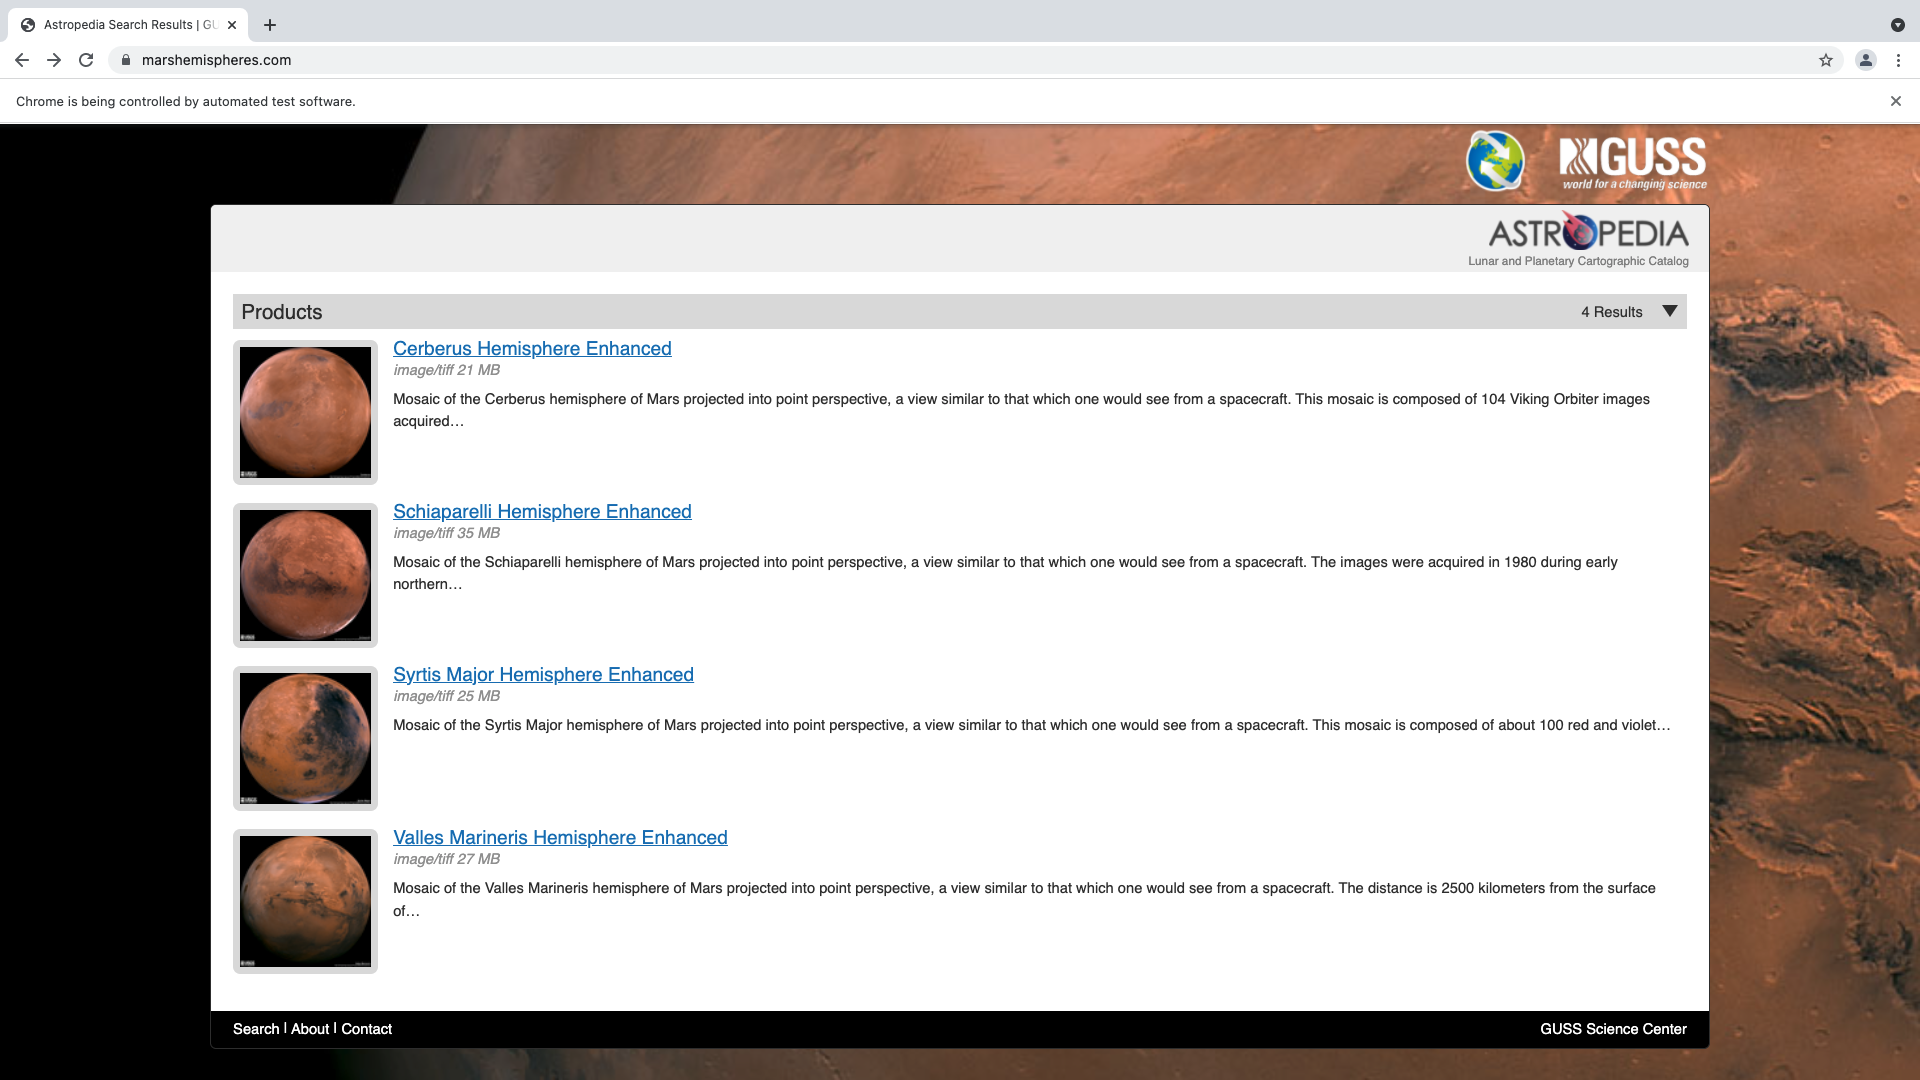 Astropedia Search Results | GU
marshemispheres.com
Chrome is being controlled by automated test software.
GUSS
world for a changing science
ASTROPEDIA
Lunar and Planetary Cartographic Catalog
Products
4 Results
Cerberus Hemisphere Enhanced
image/tiff 21 MB
Mosaic of the Cerberus hemisphere of Mars projected into point perspective, a view similar to that which one would see from a spacecraft. This mosaic is composed of 104 Viking Orbiter images
acquired…
Schiaparelli Hemisphere Enhanced
image/tiff 35 MB
Mosaic of the Schiaparelli hemisphere of Mars projected into point perspective, a view similar to that which one would see from a spacecraft. The images were acquired in 1980 during early
northern…
Syrtis Major Hemisphere Enhanced
image/tiff 25 MB
Mosaic of the Syrtis Major hemisphere of Mars projected into point perspective, a view similar to that which one would see from a spacecraft. This mosaic is composed of about 100 red and violet…
Valles Marineris Hemisphere Enhanced
image/tiff 27 MB
Mosaic of the Valles Marineris hemisphere of Mars projected into point perspective, a view similar to that which one would see from a spacecraft. The distance is 2500 kilometers from the surface
of…
Search | About | Contact
GUSS Science Center